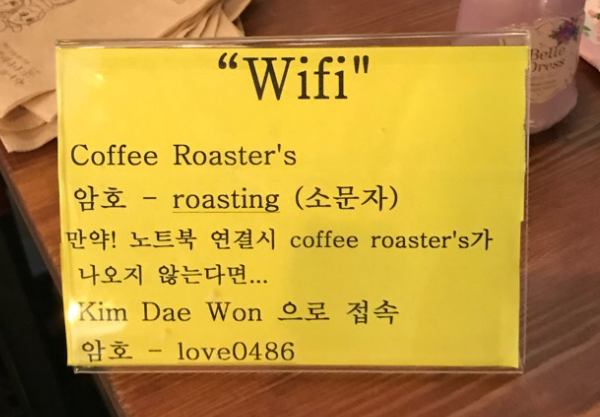 “Wifi"
Coffee Roaster's
암호 - roasting (소문자)
만약! 노트북 연결시 coffee roaster's가
나오지 않는다면...
Kim Dae Won 으로 접속
암호 - love0486
Belle
Dress